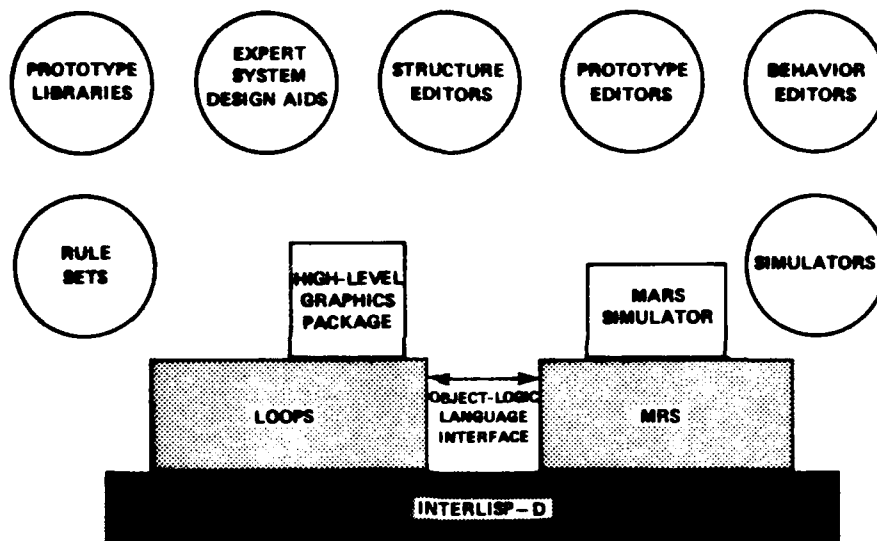 PROTOTYPE
LIBRARIES
EXPERT
SYSTEM
DESIGN AIDS
STRUCTURE
EDITORS
PROTOTYPE
EDITORS
BEHAVIOR
EDITORS
RULE
SETS
HIGH-LEVEL
GRAPHICS
PACKAGE
MARS
SIMULATOR
SIMULATORS
LOOPS
OBJECT-LOGIC
LANGUAGE
INTERFACE
MRS
INTERLISP-D